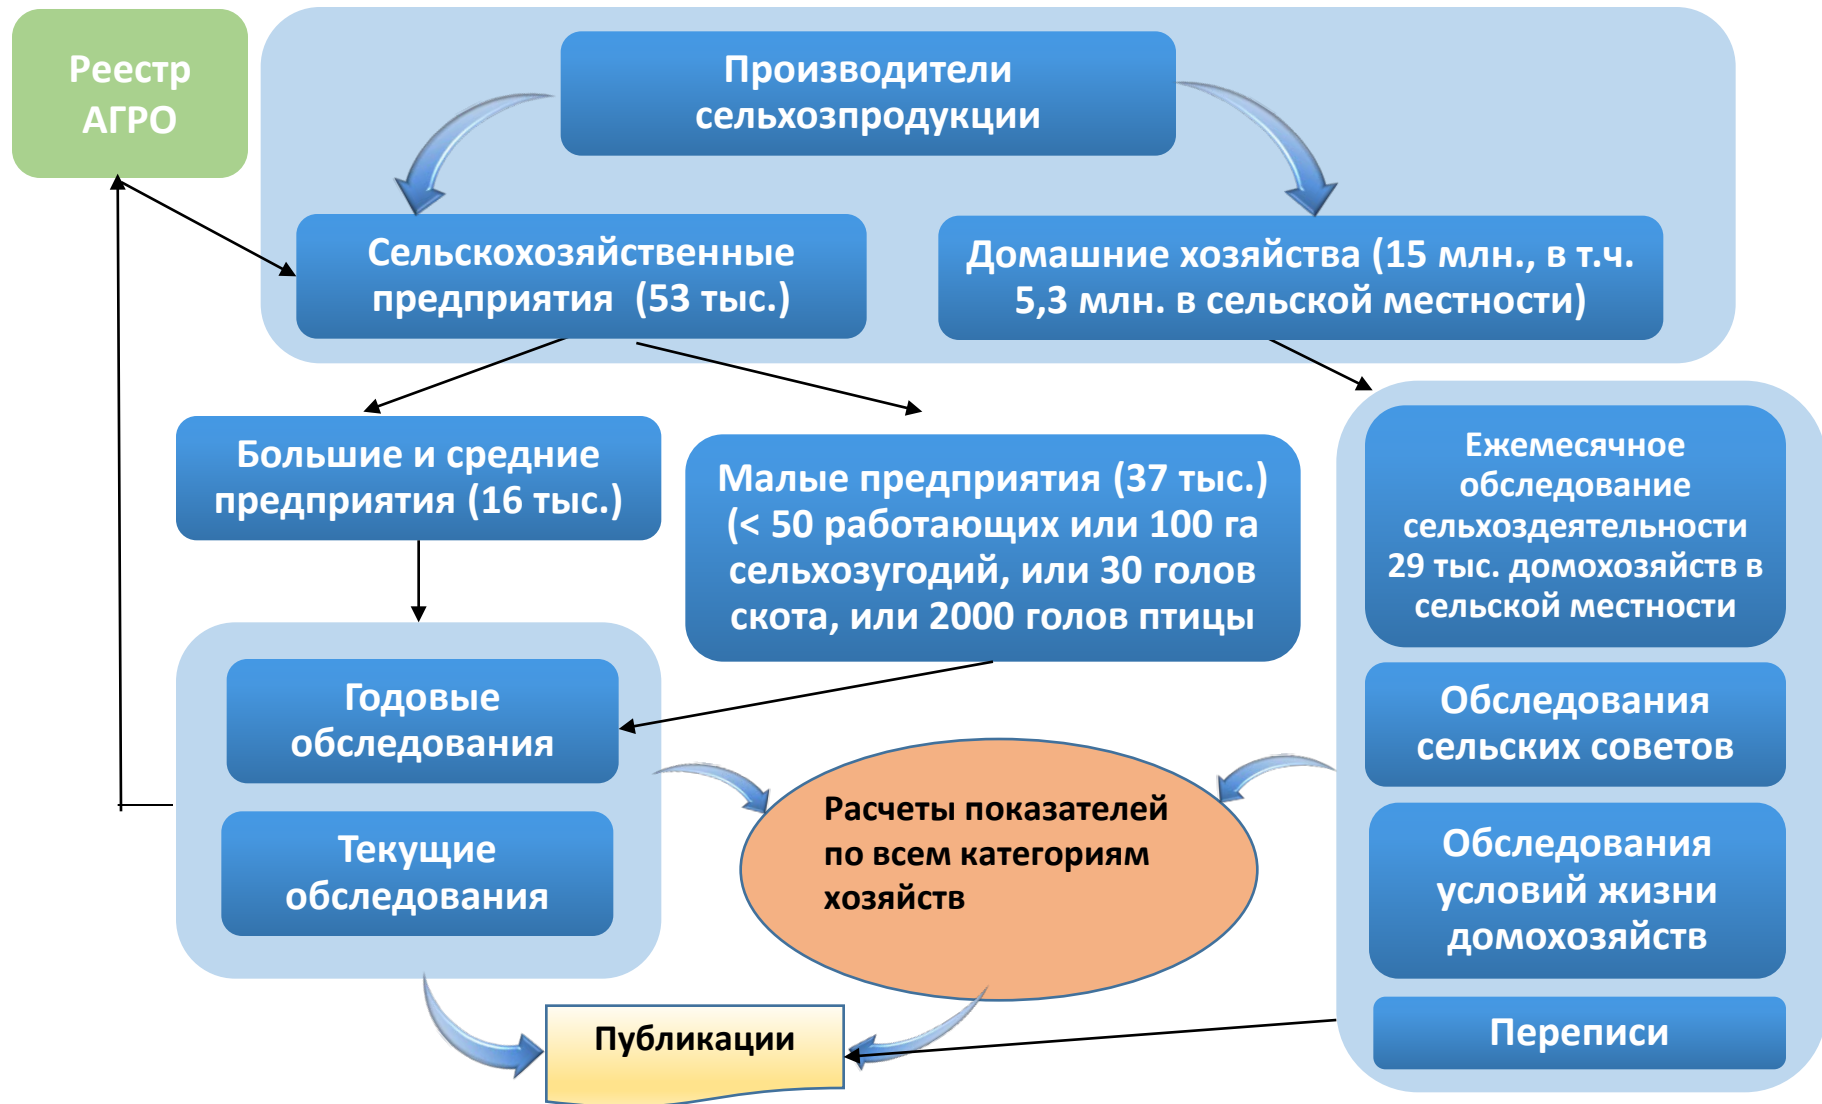 Реестр
АГРО
Производители
сельхозпродукции
Сельскохозяйственные
предприятия (53 тыс.)
Домашние хозяйства (15 млн., в т.ч.
5,3 млн. в сельской местности)
Большие и средние
предприятия (16 тыс.)
Малые предприятия (37 тыс.)
(< 50 работающих или 100 га
сельхозугодий, или 30 голов
скота, или 2000 голов птицы
Ежемесячное
обследование
сельхоздеятельности
29 тыс. домохозяйств в
сельской местности
Годовые
обследования
Обследования
сельских советов
Текущие
обследования
Расчеты показателей
по всем категориям
хозяйств
Обследования
условий жизни
домохозяйств
Публикации
Переписи